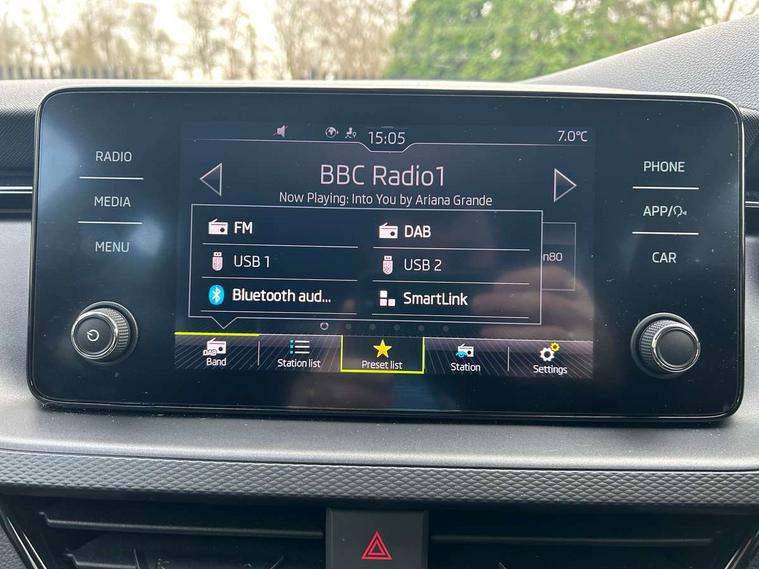 15:05
7.0°C
RADIO
MEDIA
MENU
BBC Radio1
Now Playing: Into You by Ariana Grande
FM
DAB
USB 1
USB 2
Bluetooth aud...
SmartLink
n80
DAB
Band
Station list
Preset list
Station
Settings
PHONE
APP/
CAR